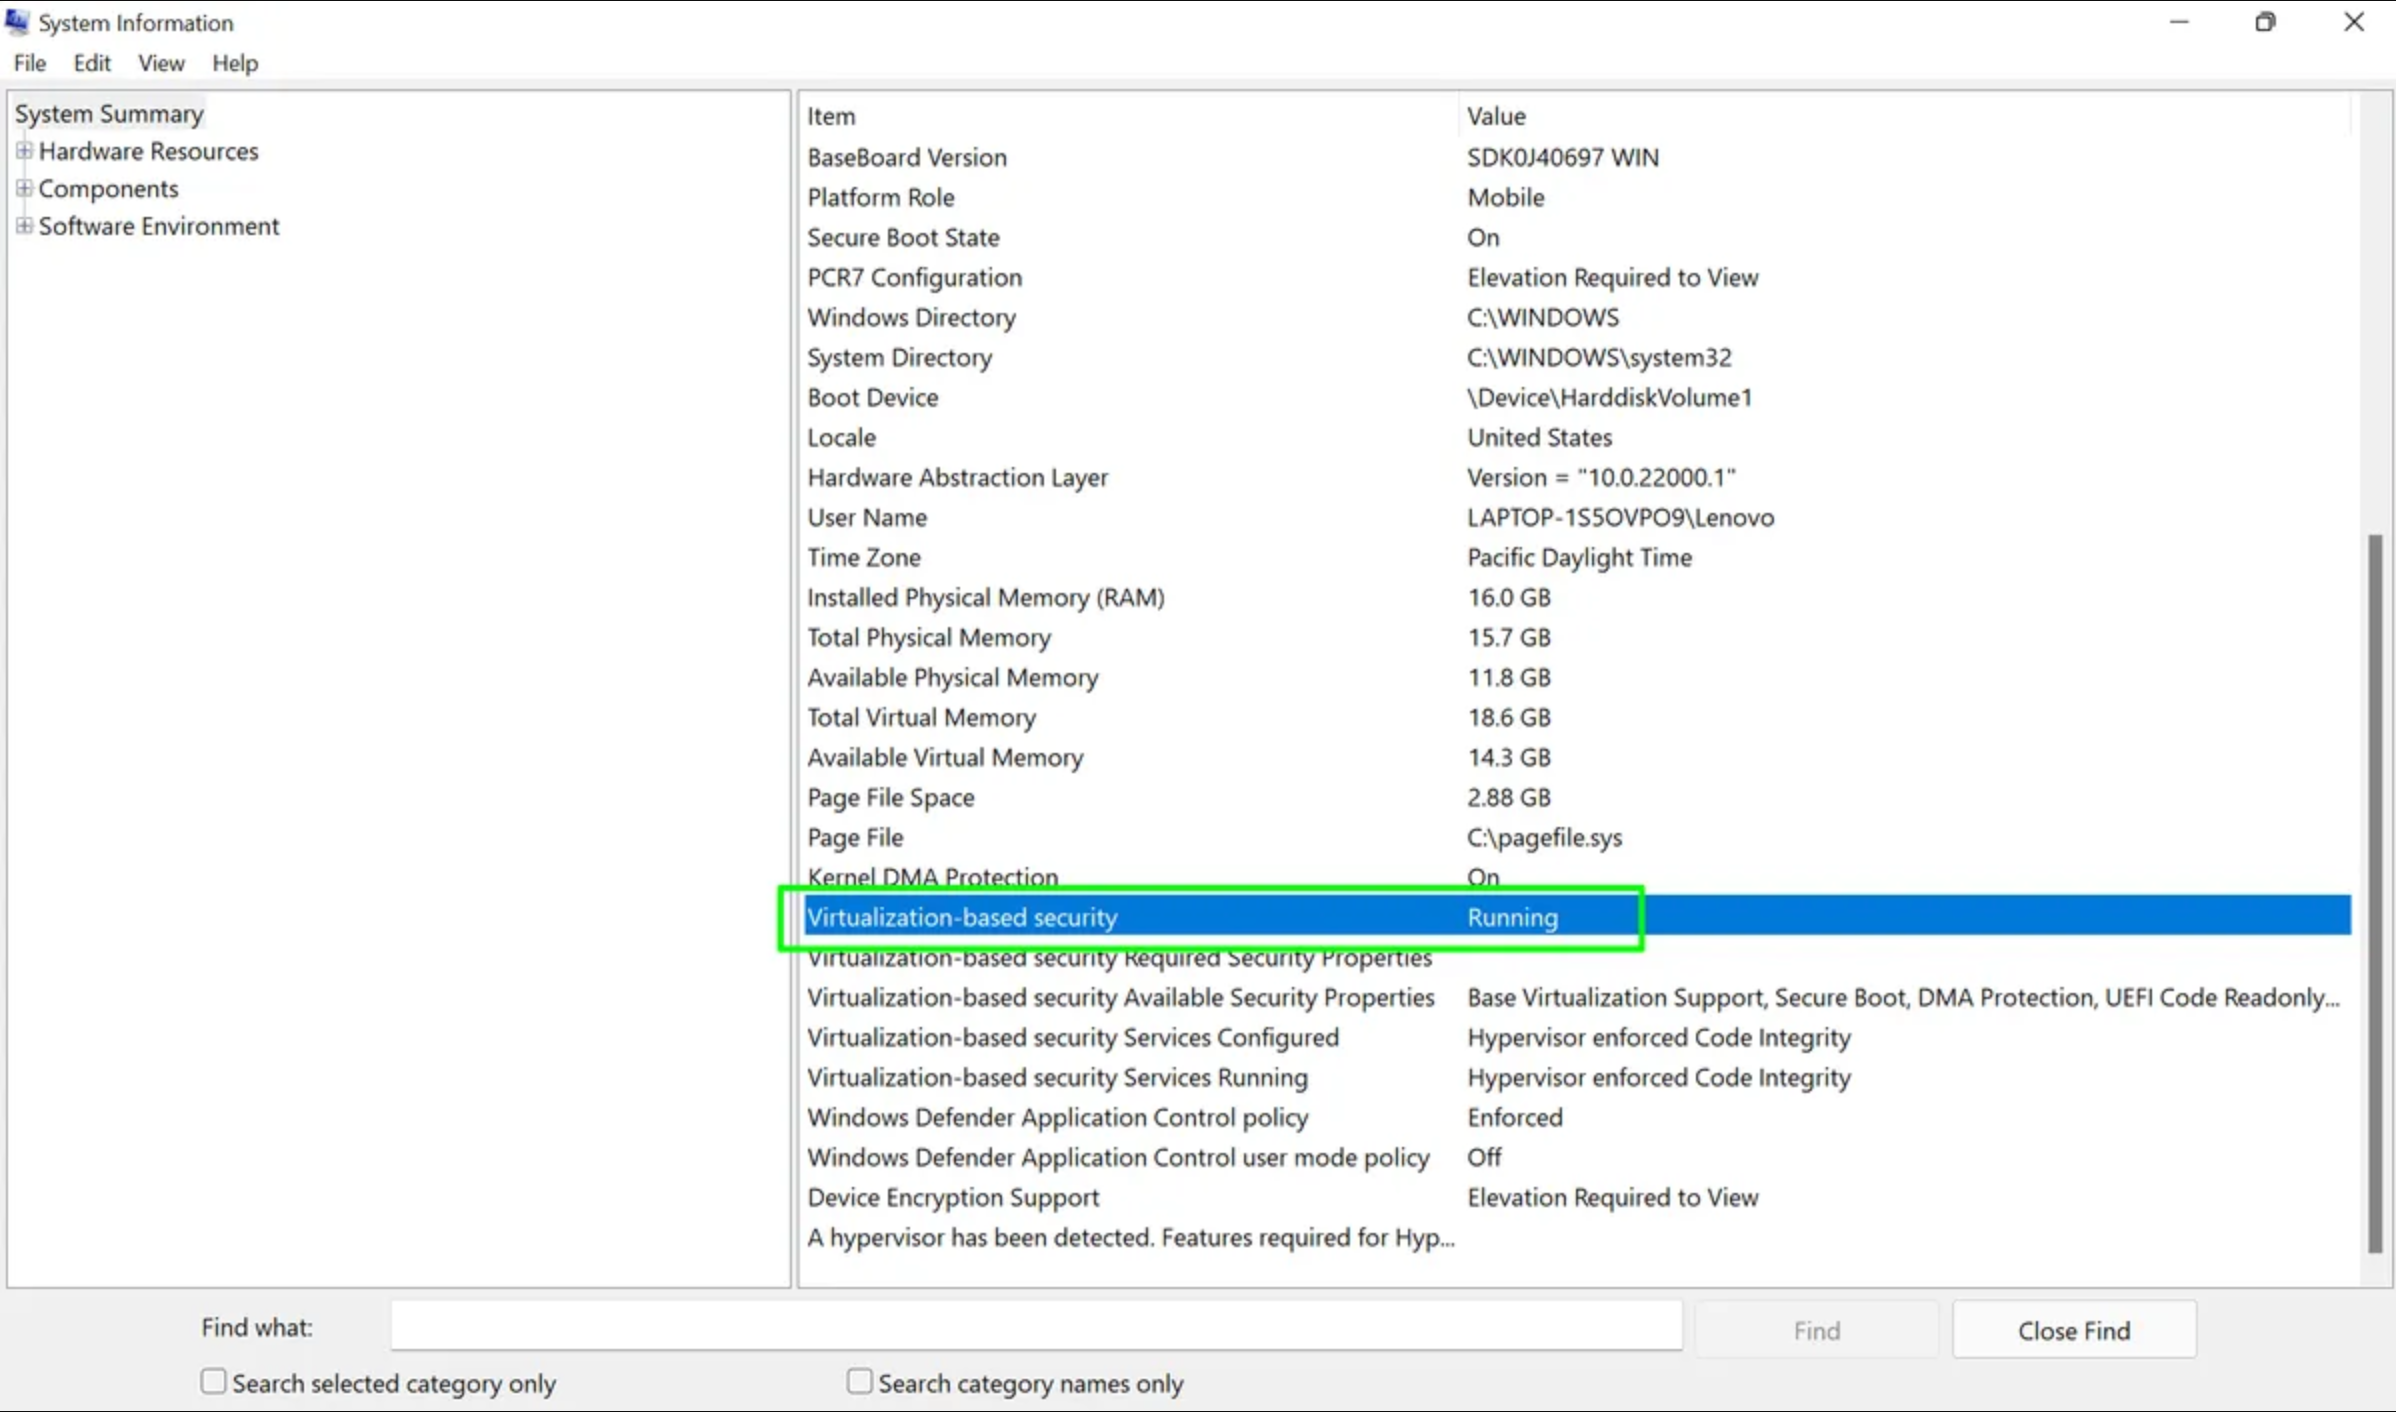 System Information
File Edit View Help
System Summary
Hardware Resources
Components
Software Environment
Item Value
BaseBoard Version SDK0J40697 WIN
Platform Role Mobile
Secure Boot State On
PCR7 Configuration Elevation Required to View
Windows Directory C:\WINDOWS
System Directory C:\WINDOWS\system32
Boot Device \Device\HarddiskVolume1
Locale United States
Hardware Abstraction Layer Version = "10.0.22000.1"
User Name LAPTOP-1S5OVPO9\Lenovo
Time Zone Pacific Daylight Time
Installed Physical Memory (RAM) 16.0 GB
Total Physical Memory 15.7 GB
Available Physical Memory 11.8 GB
Total Virtual Memory 18.6 GB
Available Virtual Memory 14.3 GB
Page File Space 2.88 GB
Page File C:\pagefile.sys
Kernel DMA Protection On
Virtualization-based security Running
Virtualization-based security Required Security Properties
Virtualization-based security Available Security Properties Base Virtualization Support, Secure Boot, DMA Protection, UEFI Code Readonly...
Virtualization-based security Services Configured Hypervisor enforced Code Integrity
Virtualization-based security Services Running Hypervisor enforced Code Integrity
Windows Defender Application Control policy Enforced
Windows Defender Application Control user mode policy Off
Device Encryption Support Elevation Required to View
A hypervisor has been detected. Features required for Hyp...
Find what: Find Close Find
Search selected category only Search category names only